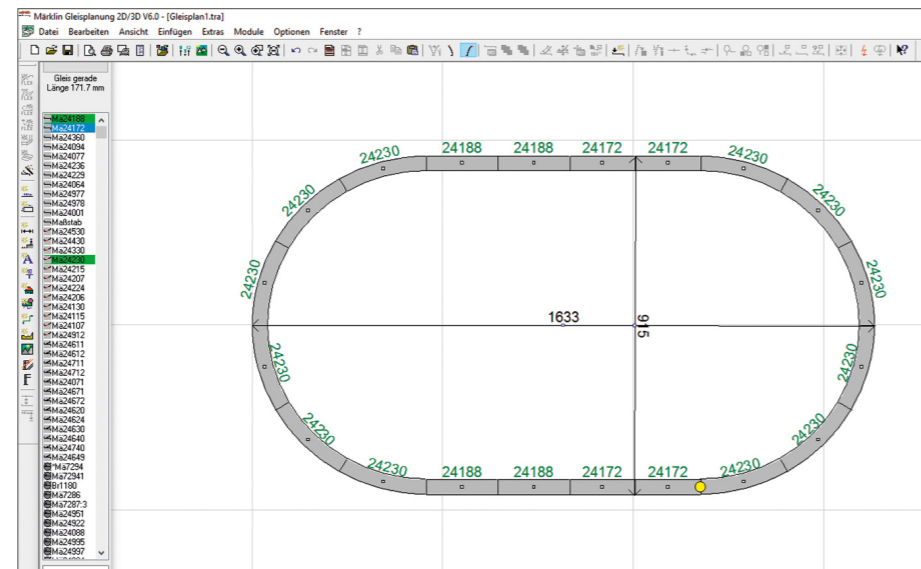 Märklin Gleisplanung 2D/3D V6.0 - [Gleisplan1.tra]
Datei Bearbeiten Ansicht Einfügen Extras Module Optionen Fenster ?
Gleis gerade
Länge 171.7 mm
Mä24188
Mä24172
Mä24360
Mä24094
Mä24077
Mä24236
Mä24229
Mä24064
Mä24977
Mä24978
Mä24001
Maßstab
Mä24530
Mä24430
Mä24330
Mä24230
Mä24215
Mä24207
Mä24224
Mä24206
Mä24130
Mä24115
Mä24107
Mä24912
Mä24611
Mä24612
Mä24711
Mä24712
Mä24071
Mä24671
Mä24672
Mä24620
Mä24624
Mä24630
Mä24640
Mä24740
Mä24649
*Mä7294
Mä72941
Br1180
Mä7286
Mä7287:3
Mä24951
Mä24922
Mä24088
Mä24995
Mä24997
24230 24188 24188 24172 24172 24230
24230 24230
24230 24230
1633 915
24230 24230
24230 24230
24230 24188 24188 24172 24172 24230